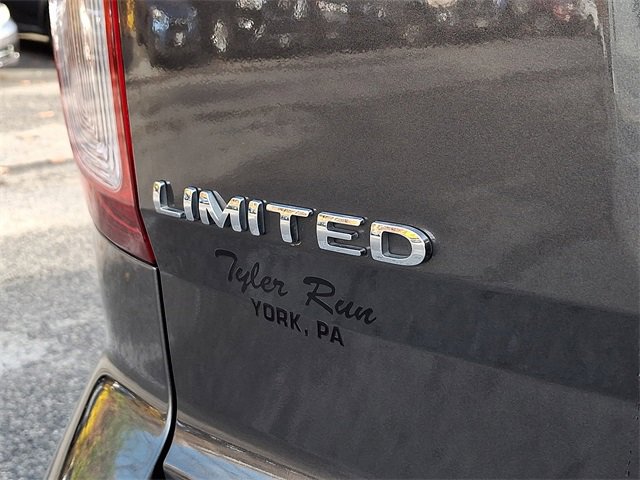 LIMITED
Tyler Run
YORK, PA